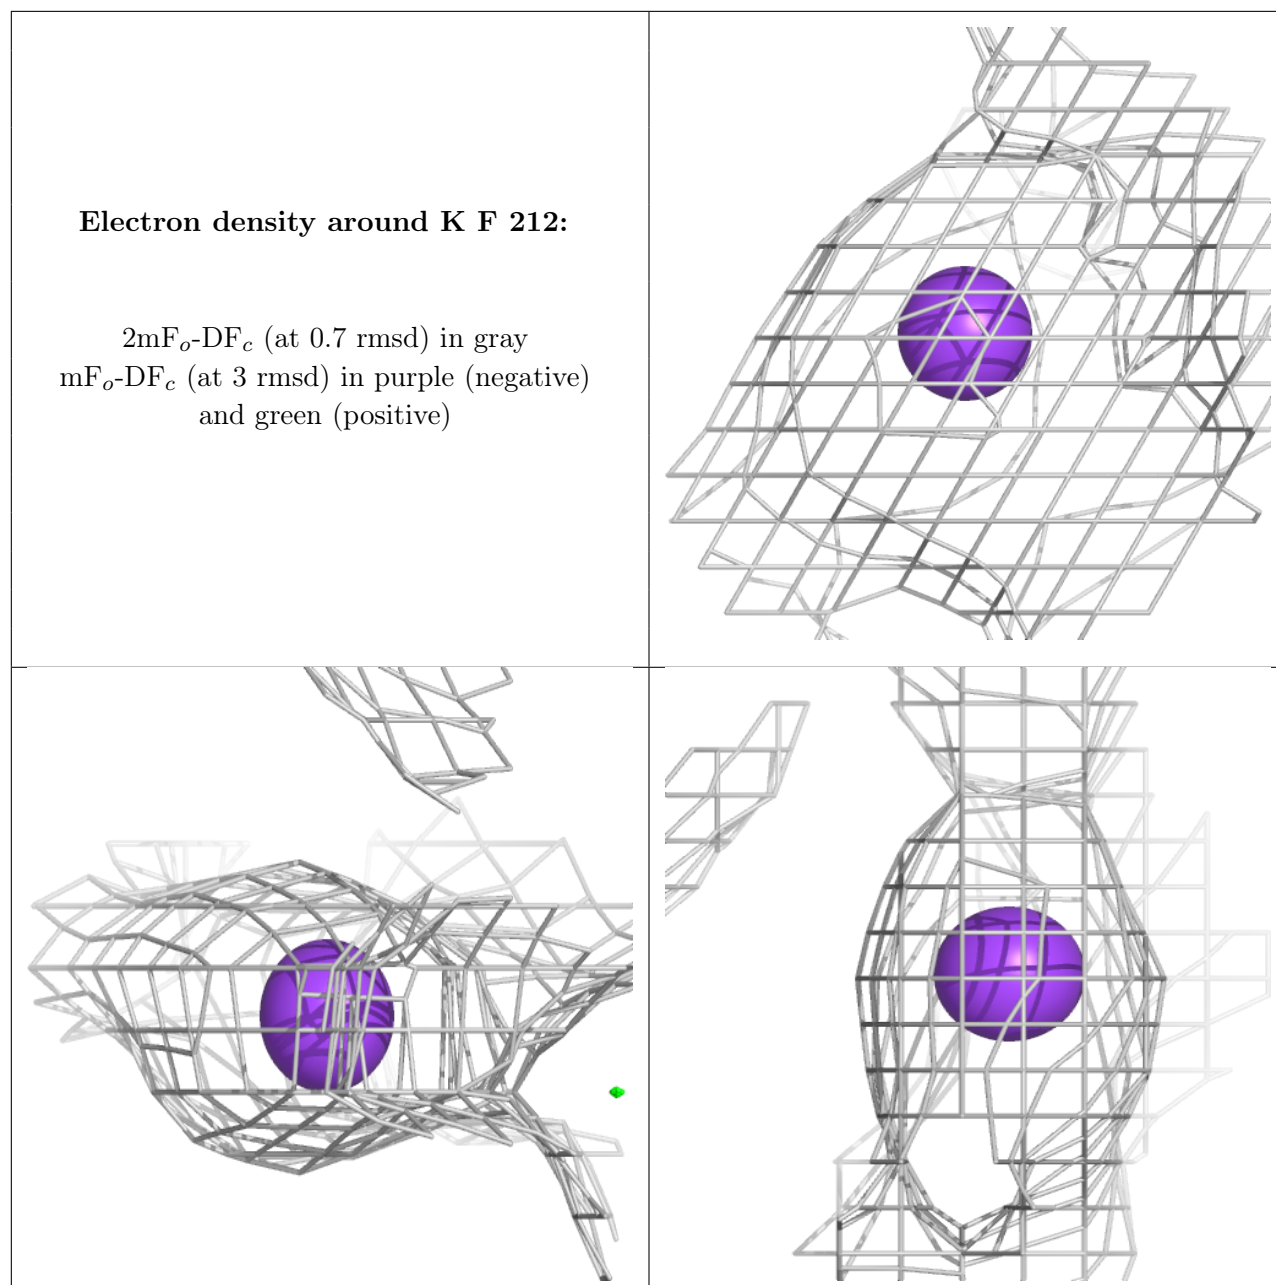 Electron density around K F 212:
2mFo-DFc (at 0.7 rmsd) in gray
mFo-DFc (at 3 rmsd) in purple (negative)
and green (positive)